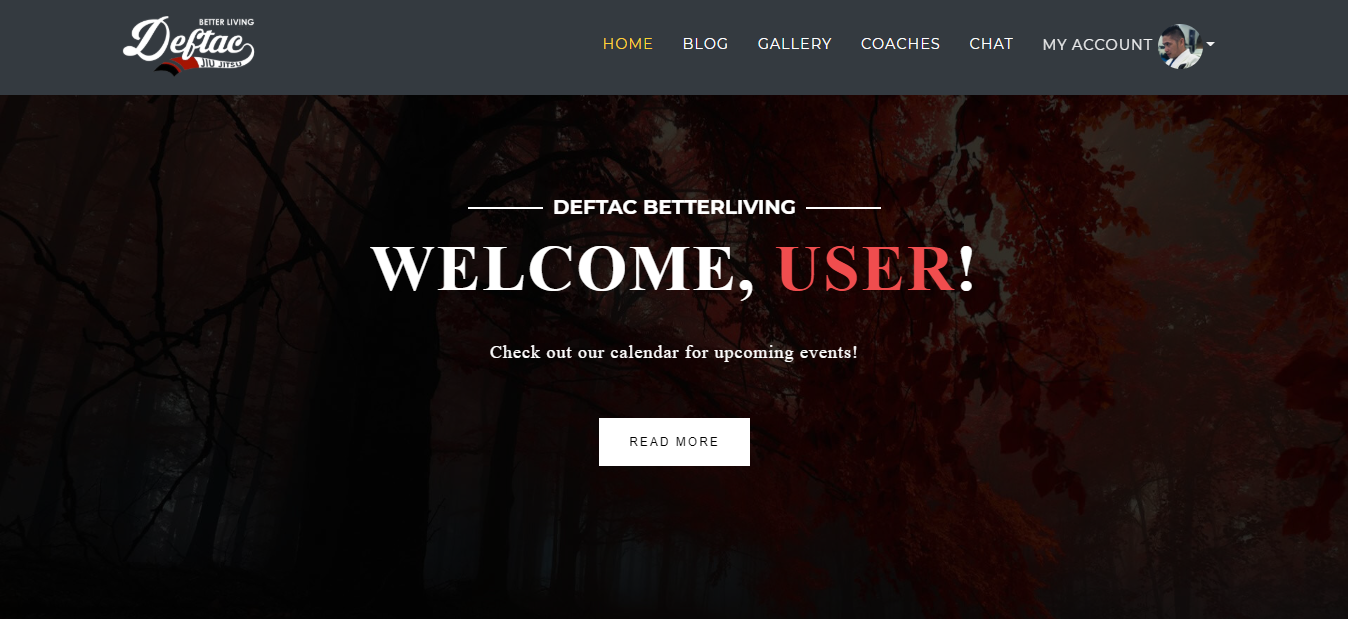 BETTER LIVING
Deftac
JIU JITSU
HOME BLOG GALLERY COACHES CHAT MY ACCOUNT
DEFTAC BETTERLIVING
WELCOME, USER!
Check out our calendar for upcoming events!
READ MORE